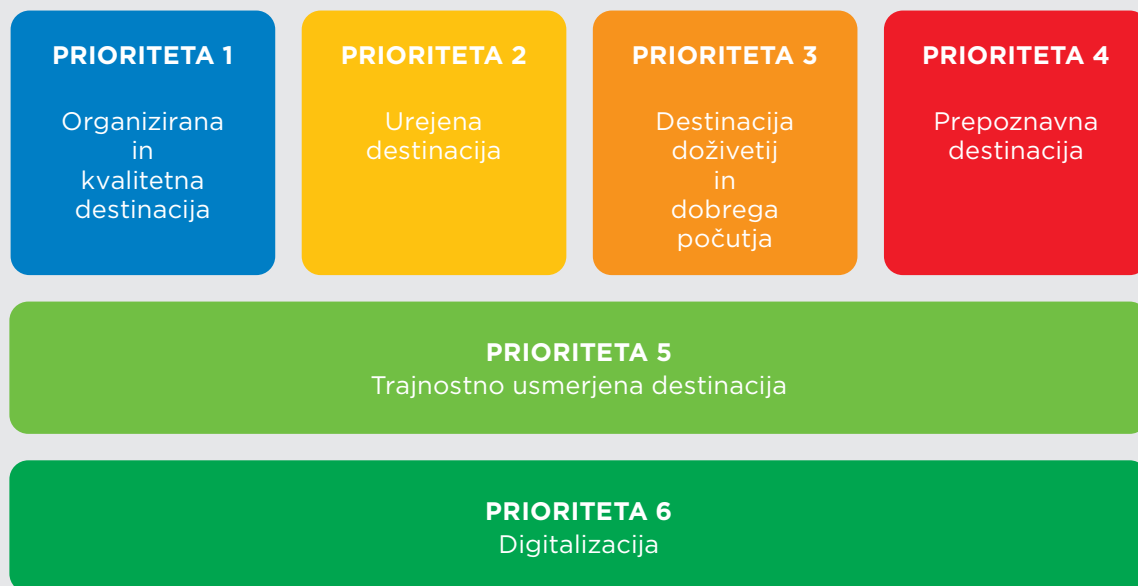 PRIORITETA 1
Organizirana
in
kvalitetna
destinacija
PRIORITETA 2
Urejena
destinacija
PRIORITETA 3
Destinacija
doživetij
in
dobrega
počutja
PRIORITETA 4
Prepoznavna
destinacija
PRIORITETA 5
Trajnostno usmerjena destinacija
PRIORITETA 6
Digitalizacija